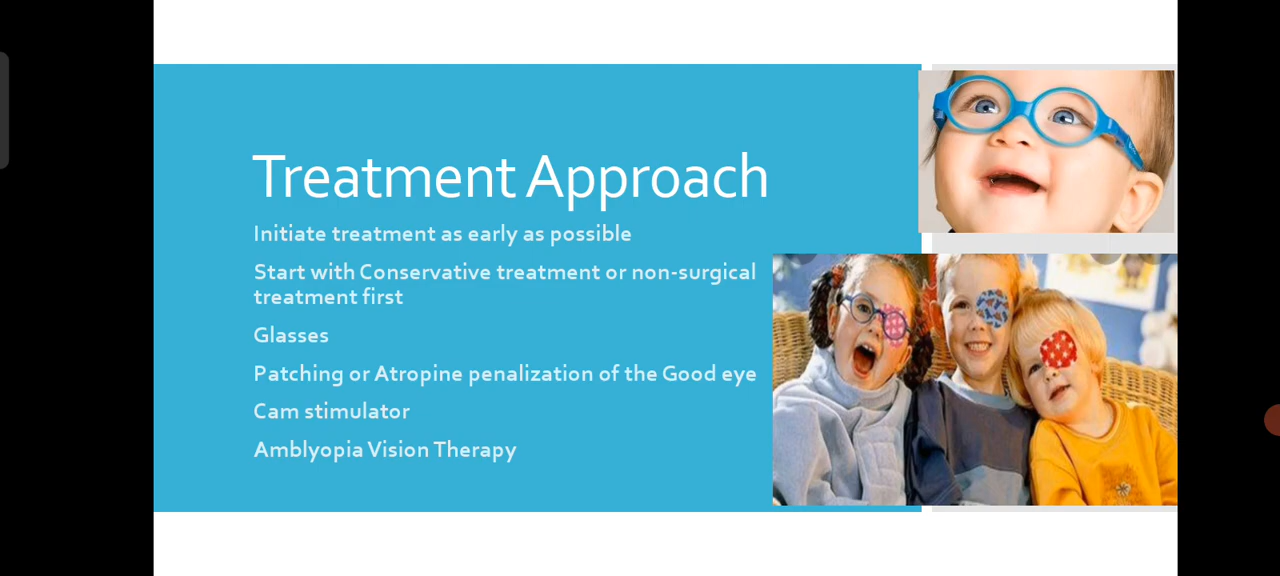 Treatment Approach
Initiate treatment as early as possible
Start with Conservative treatment or non-surgical
treatment first
Glasses
Patching or Atropine penalization of the Good eye
Cam stimulator
Amblyopia Vision Therapy